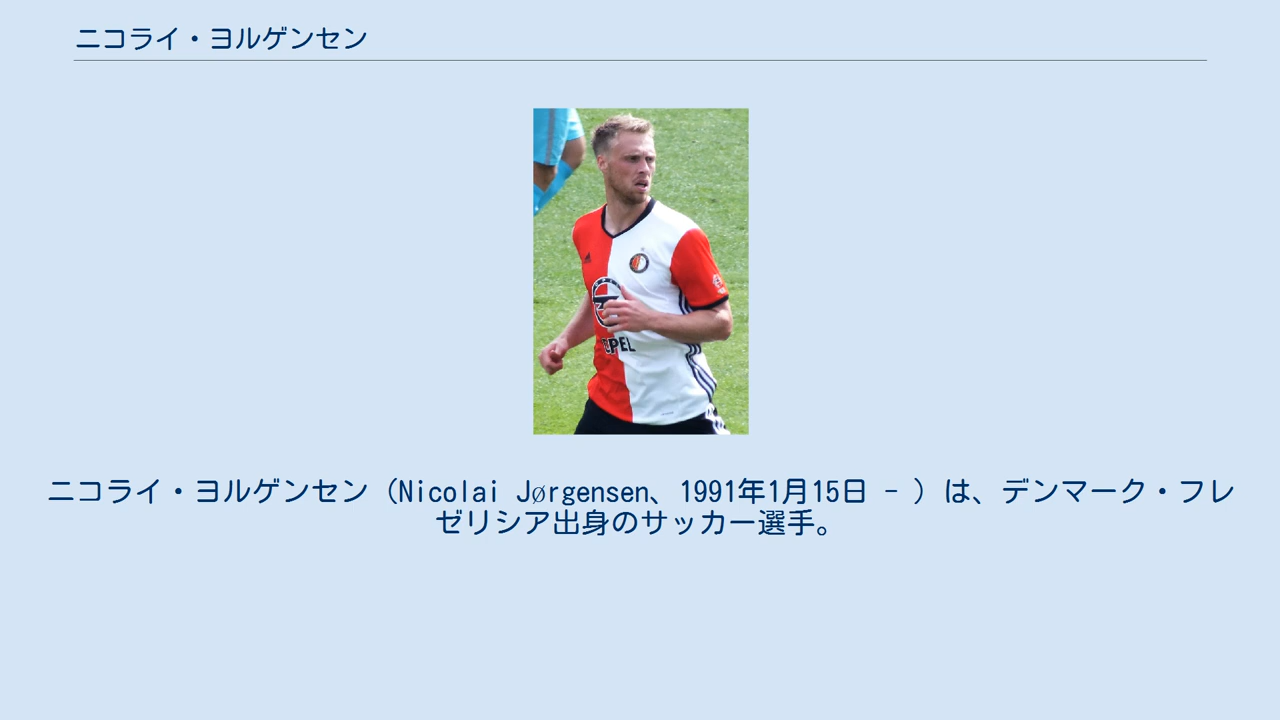 ニコライ・ヨルゲンセン
OPEL
ニコライ・ヨルゲンセン（Nicolai Jørgensen、1991年1月15日 - ）は、デンマーク・フレ
ゼリシア出身のサッカー選手。